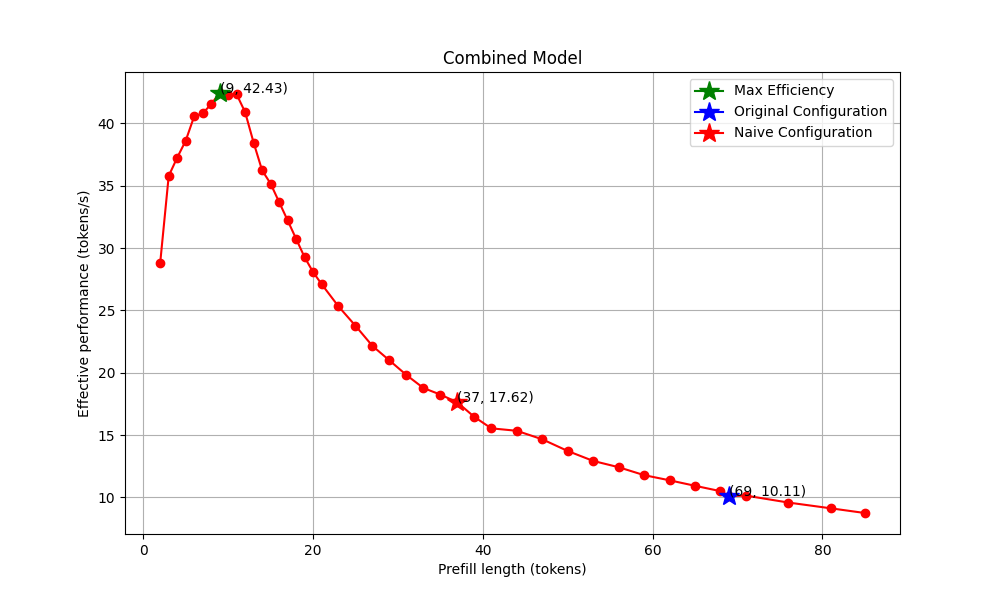 Combined Model
(9, 42.43)
Max Efficiency
Original Configuration
Naive Configuration
Effective performance (tokens/s)
40
35
30
25
20
15
10
(37, 17.62)
(69, 10.11)
0 20 40 60 80
Prefill length (tokens)